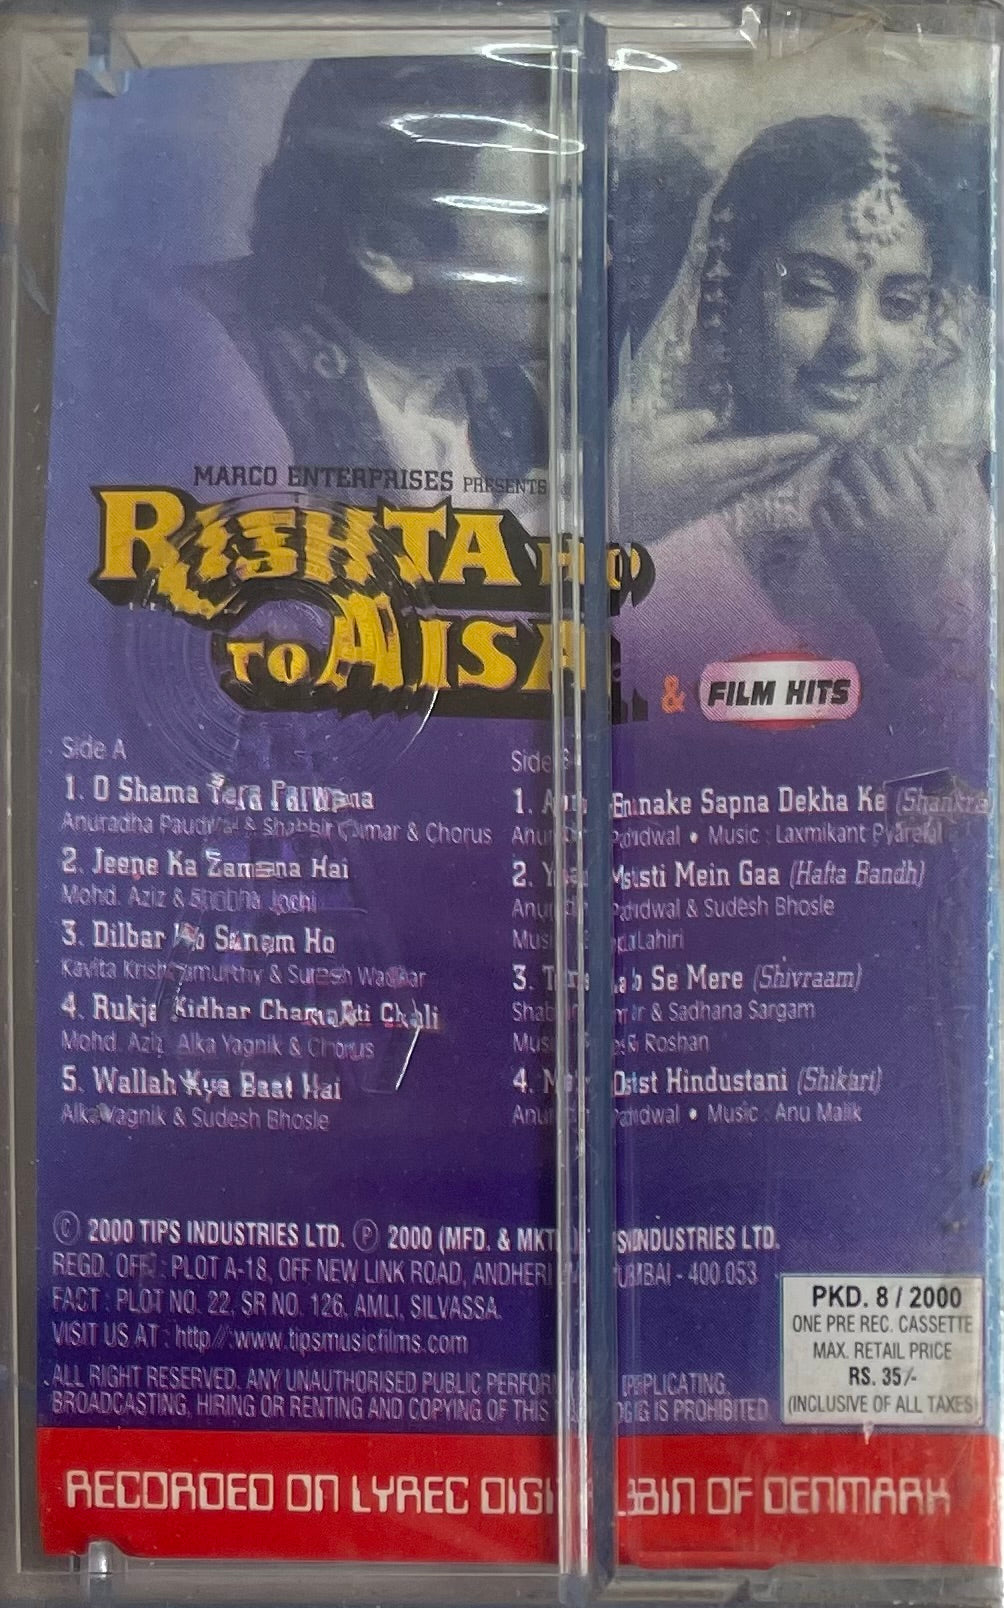 MARCO ENTERPRISES PRESENTS
RISHTA HO
TO AISA
& FILM HITS
Side A
1. O Shama Tera Parwana
Anuradha Paudwal & Shabbir Kumar & Chorus
2. Jeene Ka Zamana Hai
Mohd. Aziz & Shobha Joshi
3. Dilbar Ho Sanam Ho
Kavita Krishnamurthy & Suresh Wadkar
4. Rukja Kidhar Chali
Mohd. Aziz, Alka Yagnik & Chorus
5. Wallah Kya Baat Hai
Alka Yagnik & Sudesh Bhosle
Side
1. Sapna Dekha Ke (Shankra
• Music : Laxmikant Pyarelal
2. Masti Mein Gaa (Hafta Bandh)
& Sudesh Bhosle
Lahiri
3. Se Mere (Shivraam)
& Sadhana Sargam
Roshan
4. Hindustani (Shikari)
• Music : Anu Malik
© 2000 TIPS INDUSTRIES LTD. ℗ 2000 (MFD. & MKT INDUSTRIES LTD.
REGD. OFF. : PLOT A-18, OFF NEW LINK ROAD, ANDHERI MUMBAI - 400 053
FACT : PLOT NO. 22, SR NO. 126, AMLI, SILVASSA.
VISIT US AT : http://www.tipsmusicfilms.com
ALL RIGHT RESERVED. ANY UNAUTHORISED PUBLIC
BROADCASTING, HIRING OR RENTING AND COPYING OF THIS IS PROHIBITED
PKD. 8 / 2000
ONE PRE REC. CASSETTE
MAX. RETAIL PRICE
RS. 35/-
(INCLUSIVE OF ALL TAXES)
RECORDED ON LYREC OF DENMARK